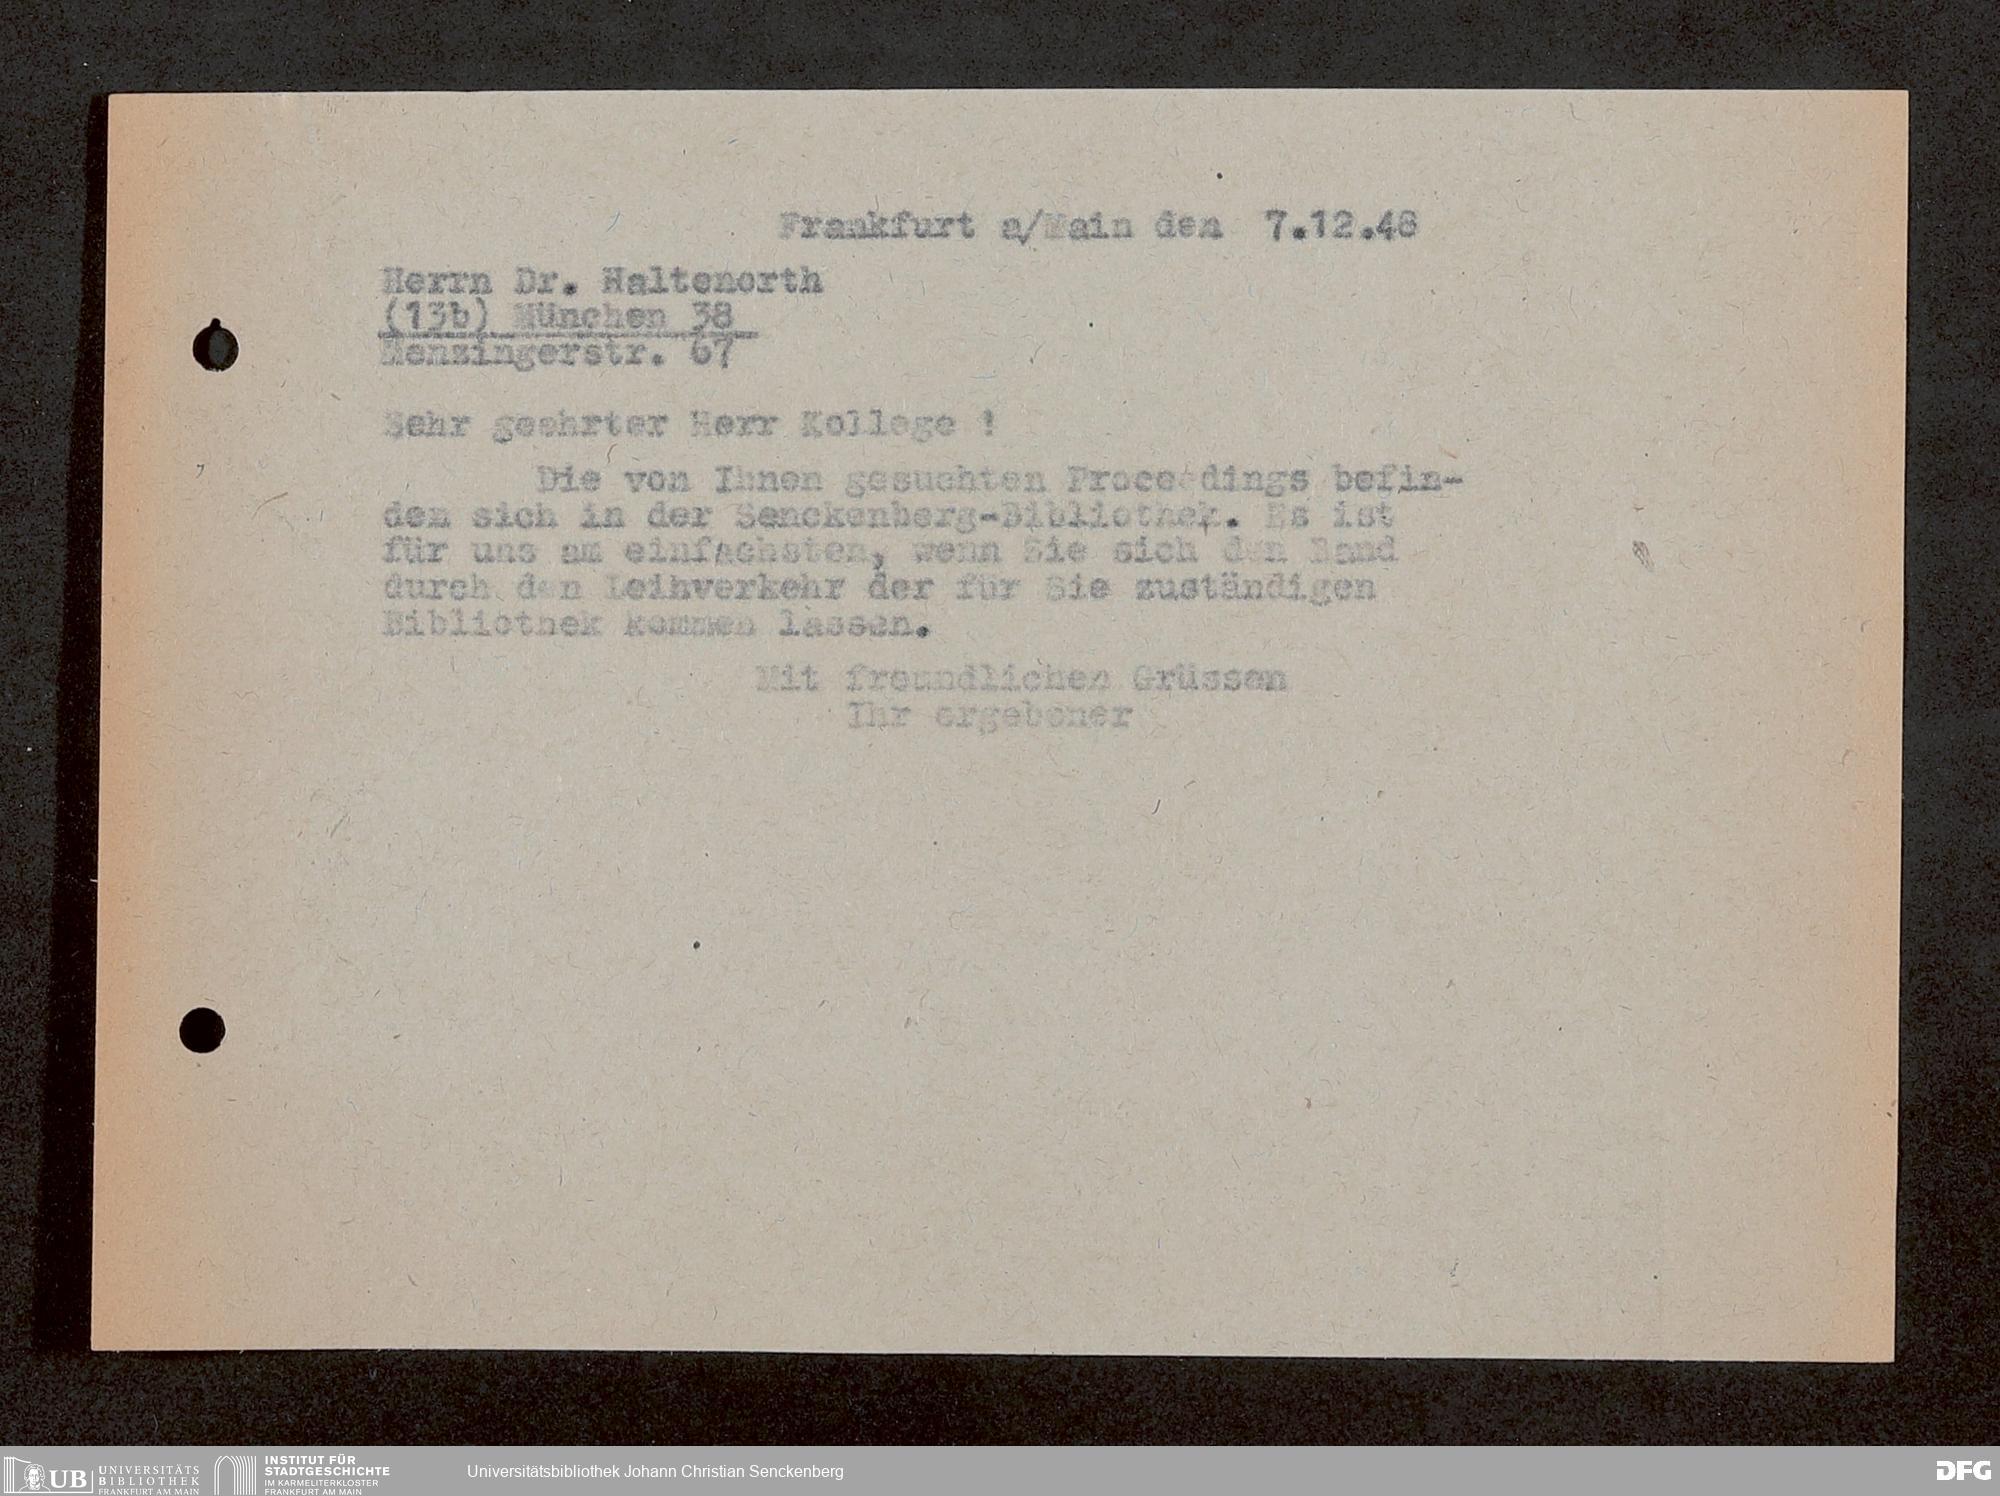 Frankfurt a/Main den 7.12.48
Herrn Dr. Haltenorth
(13b) München 38
Menzingerstr. 67
Sehr geehrter Herr Kollege !
Die von Ihnen gesuchten Proceedings befin-
den sich in der Senckenberg-Bibliothek. Es ist
für uns am einfachsten, wenn Sie sich den Band
durch den Leihverkehr der für Sie zuständigen
Bibliothek kommen lassen.
Mit freundlichen Grüssen
Ihr ergebener
UB UNIVERSITÄTS
BIBLIOTHEK
FRANKFURT AM MAIN
INSTITUT FÜR
STADTGESCHICHTE
IM KARMELITERKLOSTER
FRANKFURT AM MAIN
Universitätsbibliothek Johann Christian Senckenberg
DFG